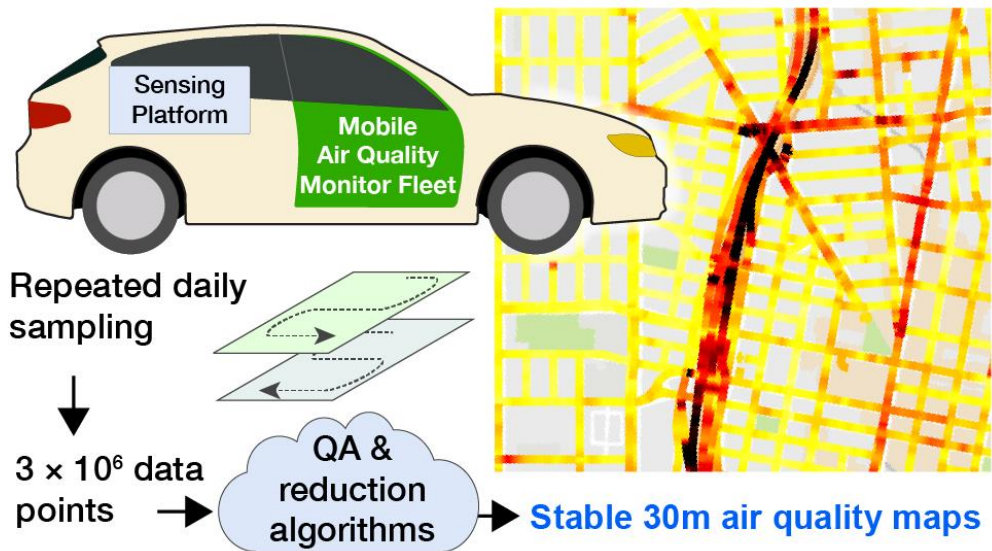 Sensing
Platform
Mobile
Air Quality
Monitor Fleet
Repeated daily
sampling
3 × 10⁶ data
points
QA &
reduction
algorithms
Stable 30m air quality maps